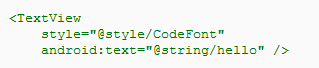 <TextView
    style="@style/CodeFont"
    android:text="@string/hello" />